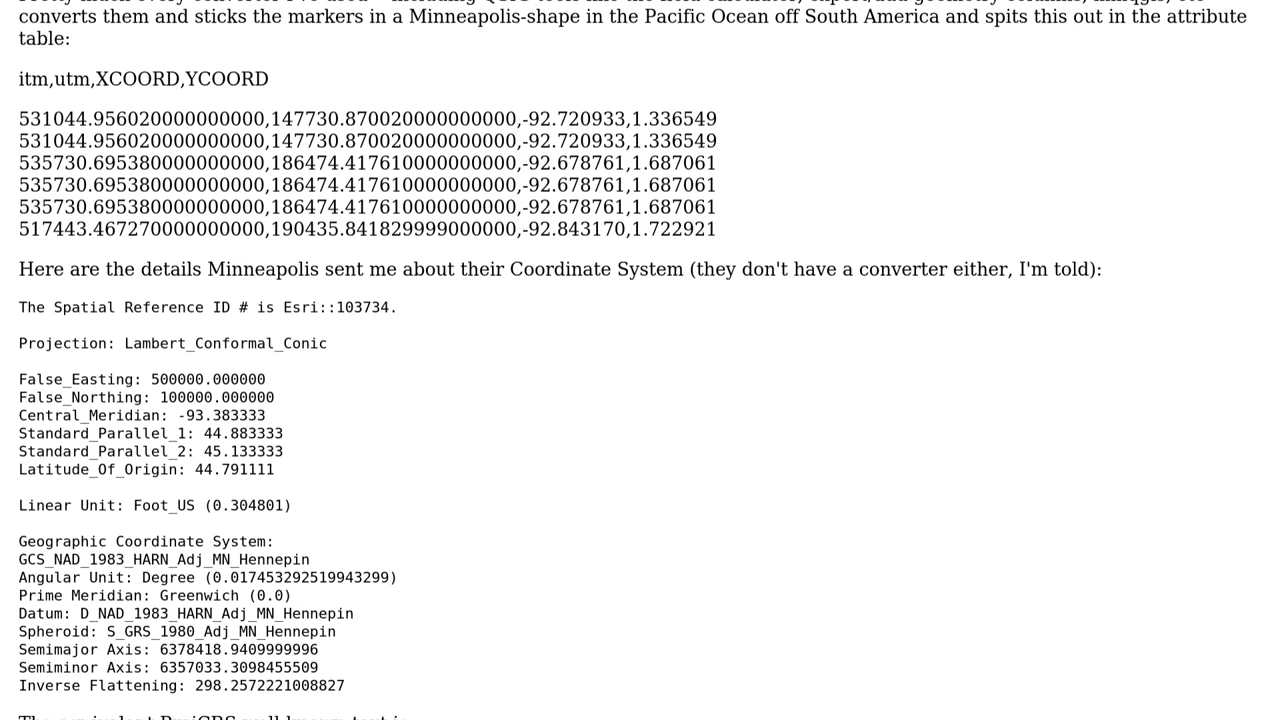 converts them and sticks the markers in a Minneapolis-shape in the Pacific Ocean off South America and spits this out in the attribute
table:
itm,utm,XCOORD,YCOORD
531044.956020000000000,147730.870020000000000,-92.720933,1.336549
531044.956020000000000,147730.870020000000000,-92.720933,1.336549
535730.695380000000000,186474.417610000000000,-92.678761,1.687061
535730.695380000000000,186474.417610000000000,-92.678761,1.687061
535730.695380000000000,186474.417610000000000,-92.678761,1.687061
517443.467270000000000,190435.841829999000000,-92.843170,1.722921
Here are the details Minneapolis sent me about their Coordinate System (they don't have a converter either, I'm told):
The Spatial Reference ID # is Esri::103734.
Projection: Lambert_Conformal_Conic
False_Easting: 500000.000000
False_Northing: 100000.000000
Central_Meridian: -93.383333
Standard_Parallel_1: 44.883333
Standard_Parallel_2: 45.133333
Latitude_Of_Origin: 44.791111
Linear Unit: Foot_US (0.304801)
Geographic Coordinate System:
GCS_NAD_1983_HARN_Adj_MN_Hennepin
Angular Unit: Degree (0.017453292519943299)
Prime Meridian: Greenwich (0.0)
Datum: D_NAD_1983_HARN_Adj_MN_Hennepin
Spheroid: S_GRS_1980_Adj_MN_Hennepin
Semimajor Axis: 6378418.9409999996
Semiminor Axis: 6357033.3098455509
Inverse Flattening: 298.2572221008827